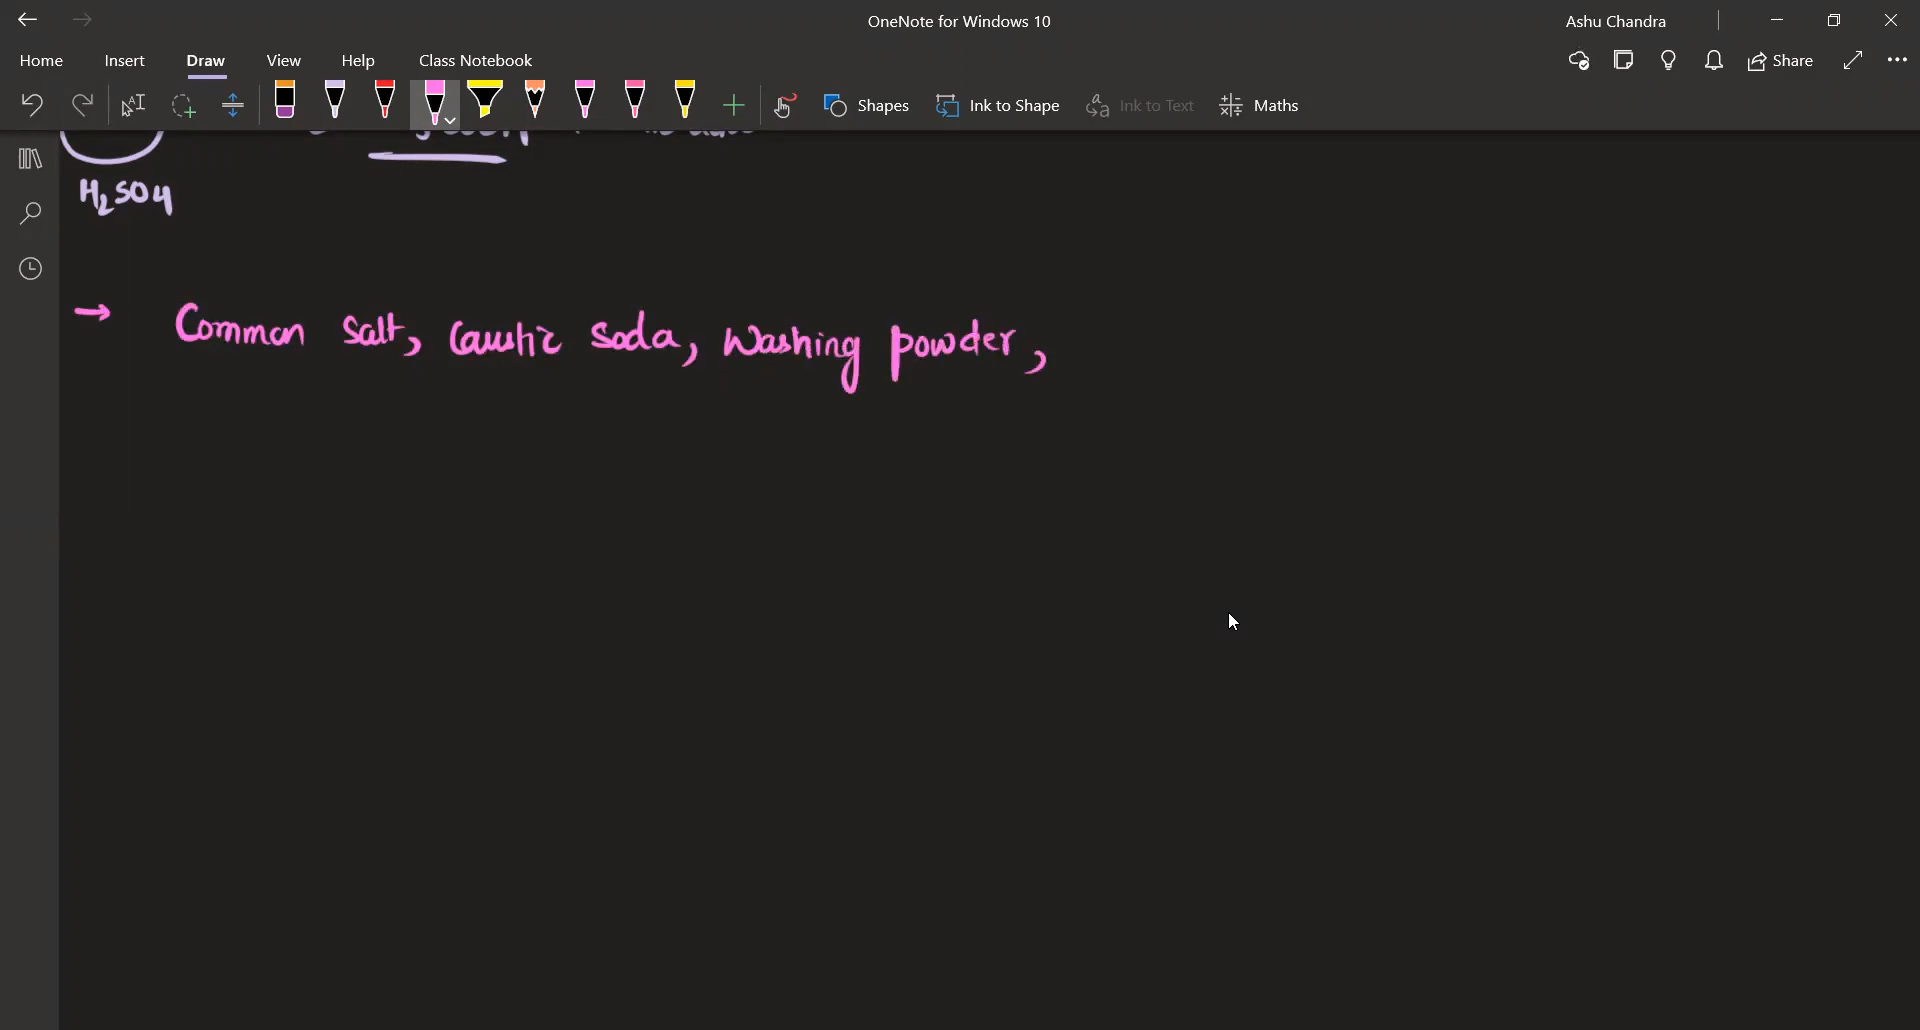 OneNote for Windows 10
Ashu Chandra
Home Insert Draw View Help Class Notebook
Share
Shapes Ink to Shape Ink to Text Maths
H₂SO4
→ Common Salt, Caustic Soda, Washing powder,